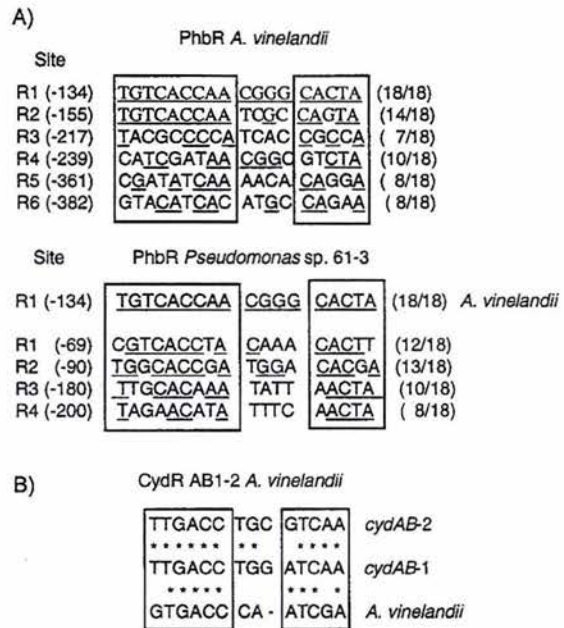 A)
PhbR A. vinelandii
Site
R1 (-134) TGTCACCAA CGGG CACTA (18/18)
R2 (-155) TGTCACCAA TCGC CAGTA (14/18)
R3 (-217) TACGCCCCA TCAC CGCCA ( 7/18)
R4 (-239) CATCGATAA CGGC GTCTA (10/18)
R5 (-361) CGATATCAA AACA CAGGA ( 8/18)
R6 (-382) GTACATCAC ATGC CAGAA ( 8/18)
Site PhbR Pseudomonas sp. 61-3
R1 (-134) TGTCACCAA CGGG CACTA (18/18) A. vinelandii
R1 (-69) CGTCACCTA CAAA CACTT (12/18)
R2 (-90) TGGCACCGA TGGA CACGA (13/18)
R3 (-180) TTGCACAAA TATT AACTA (10/18)
R4 (-200) TAGAACATA TTTC AACTA ( 8/18)
B)
CydR AB1-2 A. vinelandii
TTGACC TGC GTCAA cydAB-2
* * * * * * * * * * * *
TTGACC TGG ATCAA cydAB-1
* * * * * * * * *
GTGACC CA - ATCGA A. vinelandii